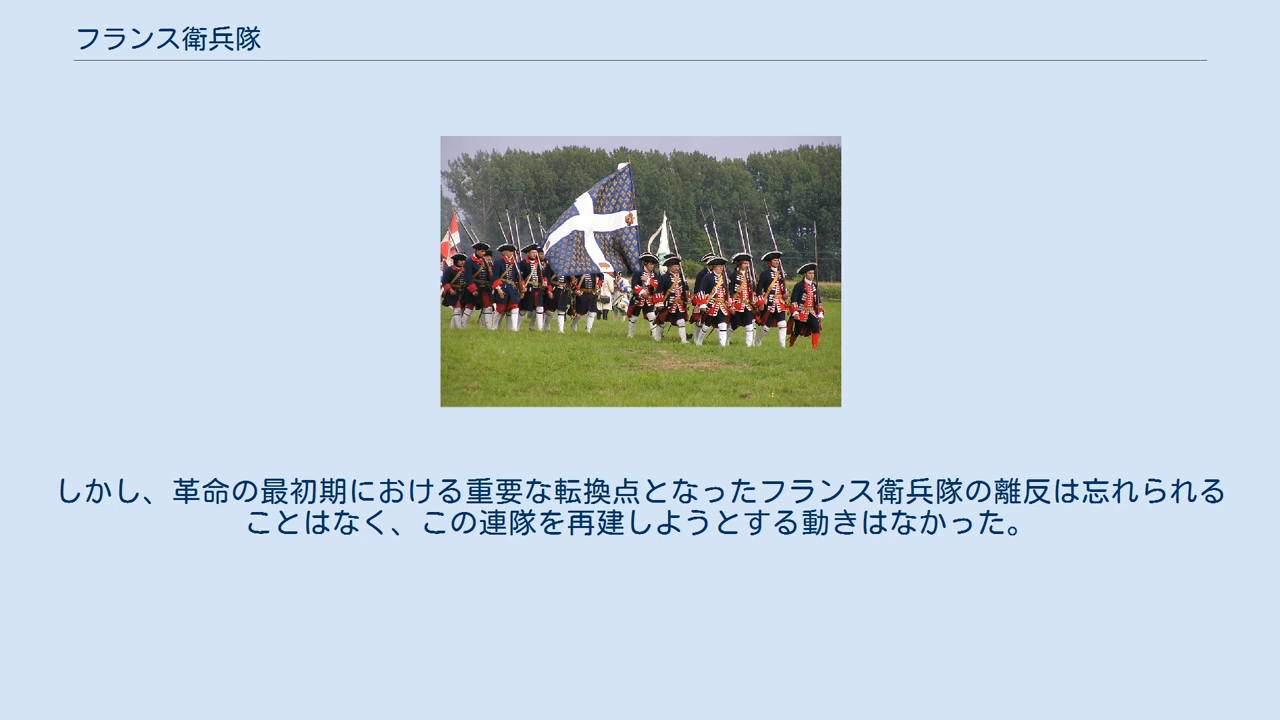 フランス衛兵隊
しかし、革命の最初期における重要な転換点となったフランス衛兵隊の離反は忘れられる
ことはなく、この連隊を再建しようとする動きはなかった。